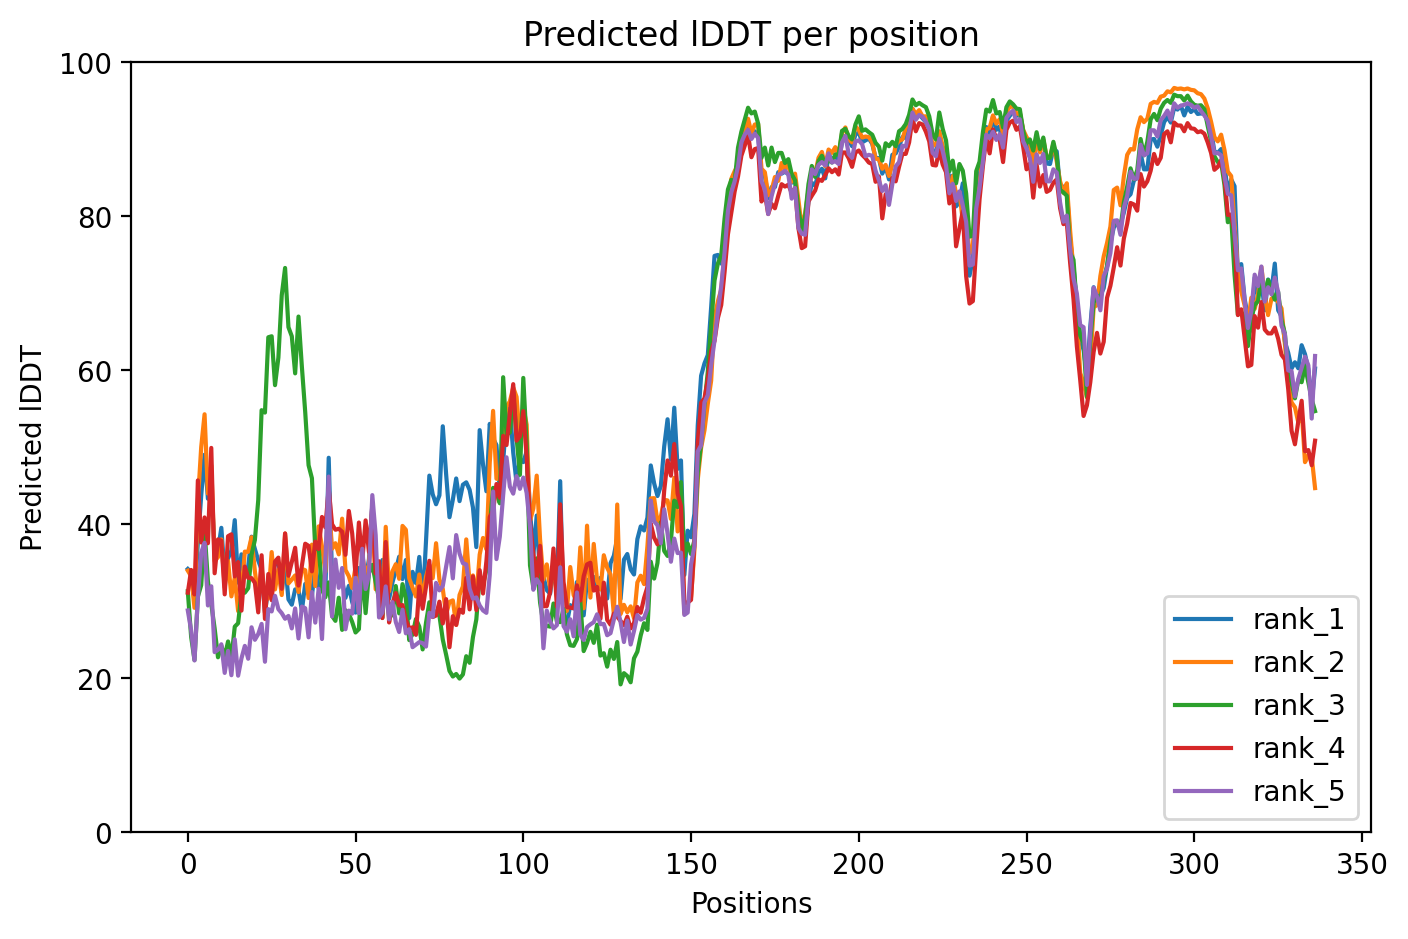 Predicted lDDT per position
100
80
60
40
20
0
Predicted lDDT
0 50 100 150 200 250 300 350
Positions
rank_1
rank_2
rank_3
rank_4
rank_5